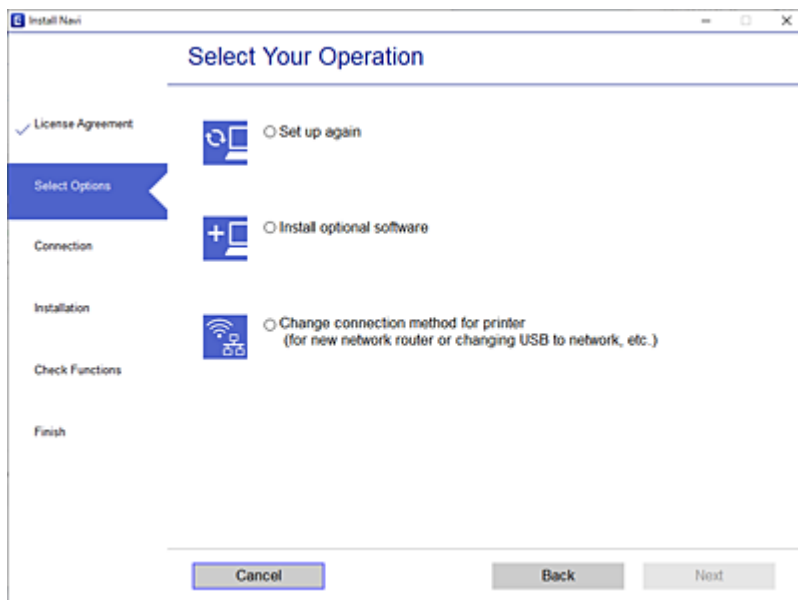 Install Navi
Select Your Operation
License Agreement
Select Options
Connection
Installation
Check Functions
Finish
Set up again
Install optional software
Change connection method for printer
(for new network router or changing USB to network, etc.)
Cancel
Back
Next